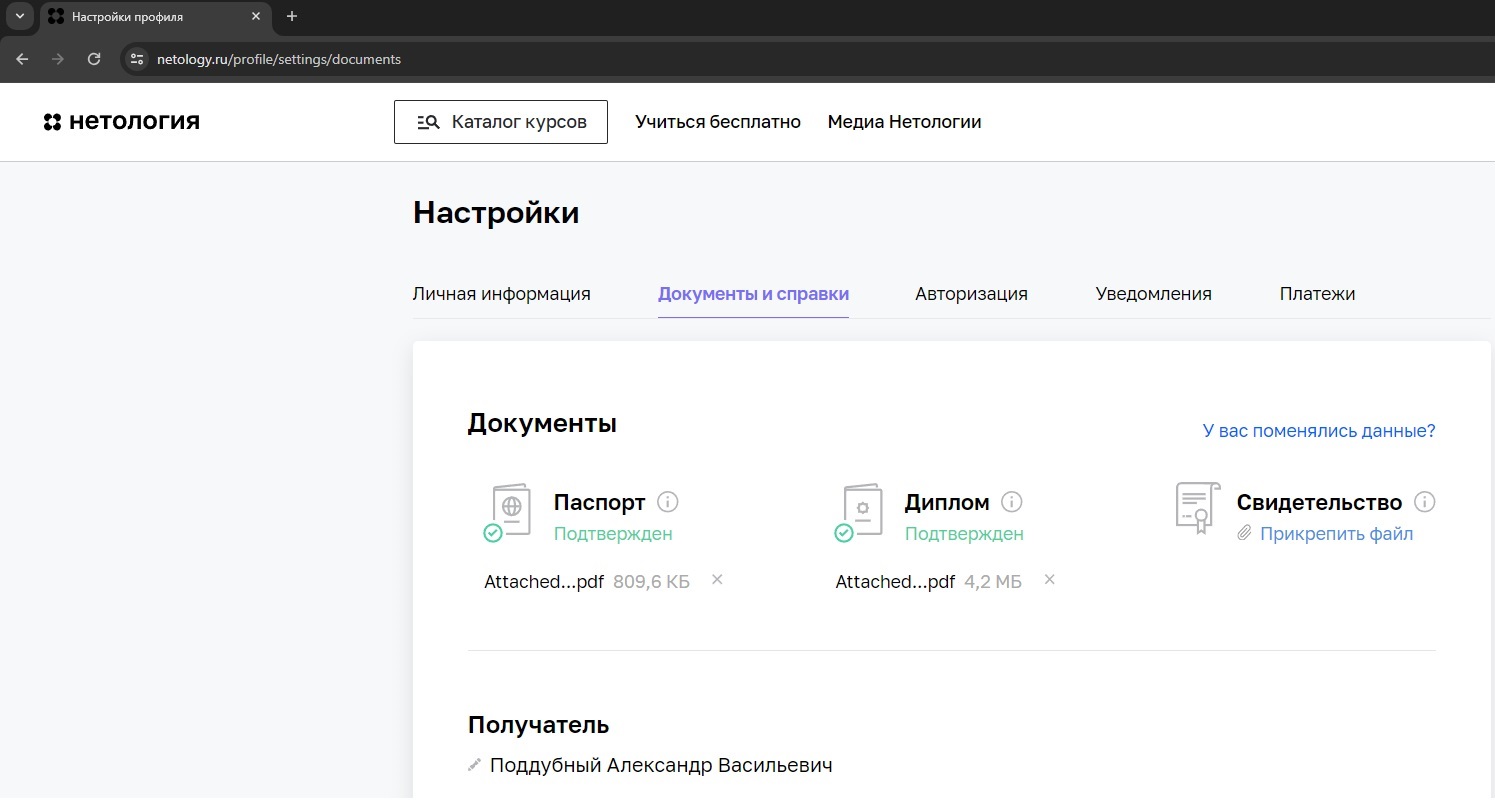 Настройки профиля
netology.ru/profile/settings/documents
нетология
Каталог курсов Учиться бесплатно Медиа Нетологии
Настройки
Личная информация Документы и справки Авторизация Уведомления Платежи
Документы
У вас поменялись данные?
Паспорт Диплом Свидетельство
Подтвержден Подтвержден Прикрепить файл
Attached...pdf 809,6 КБ Attached...pdf 4,2 МБ
Получатель
Поддубный Александр Васильевич